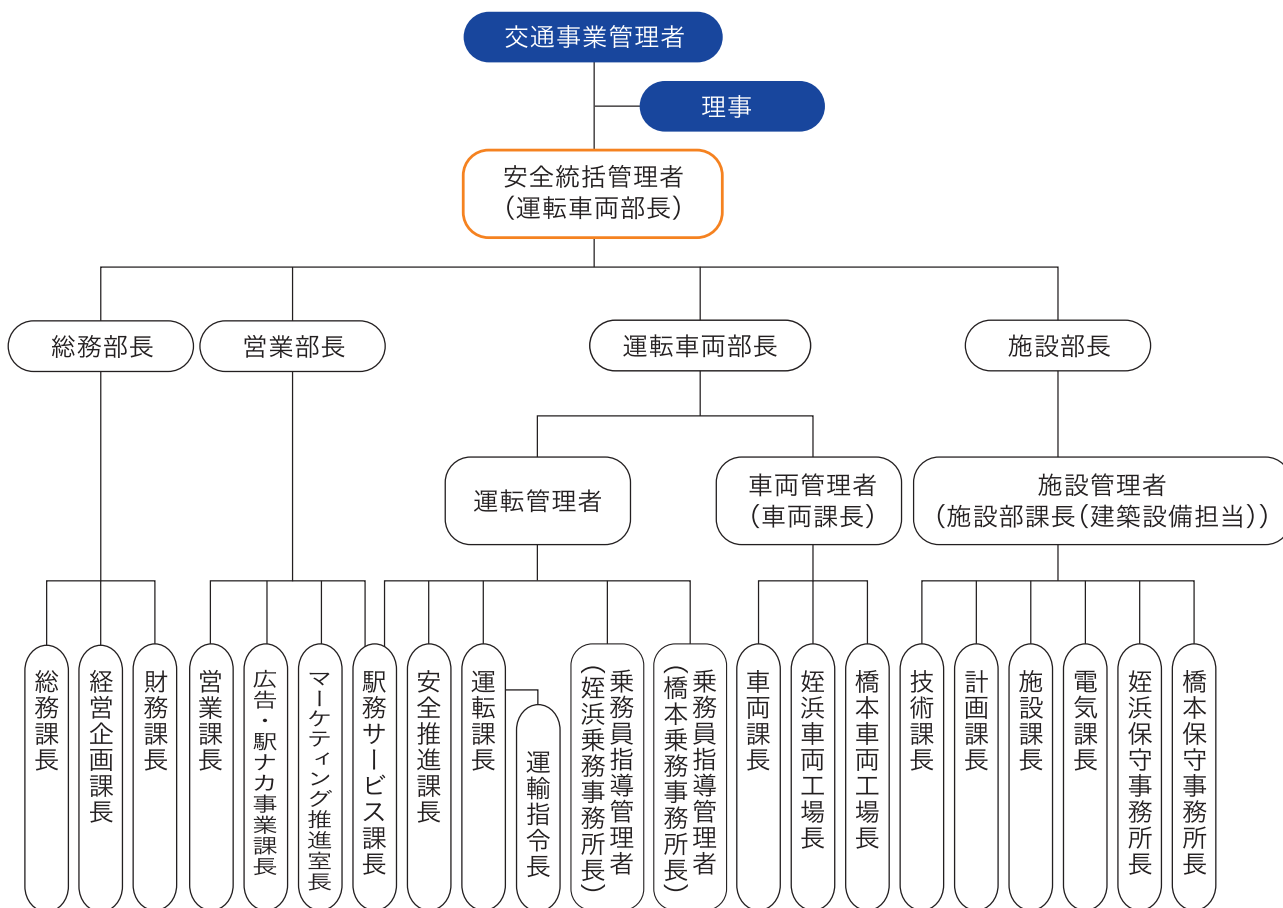 交通事業管理者
理事
安全統括管理者
(運転車両部長)
総務部長
営業部長
運転車両部長
施設部長
運転管理者
車両管理者
(車両課長)
施設管理者
(施設部課長(建築設備担当))
総務課長
経営企画課長
財務課長
営業課長
広告・駅ナカ事業課長
マーケティング推進室長
駅務サービス課長
安全推進課長
運転課長
運輸指令長
乗務員指導管理者
(姪浜乗務事務所長)
乗務員指導管理者
(橋本乗務事務所長)
車両課長
姪浜車両工場長
橋本車両工場長
技術課長
計画課長
施設課長
電気課長
姪浜保守事務所長
橋本保守事務所長